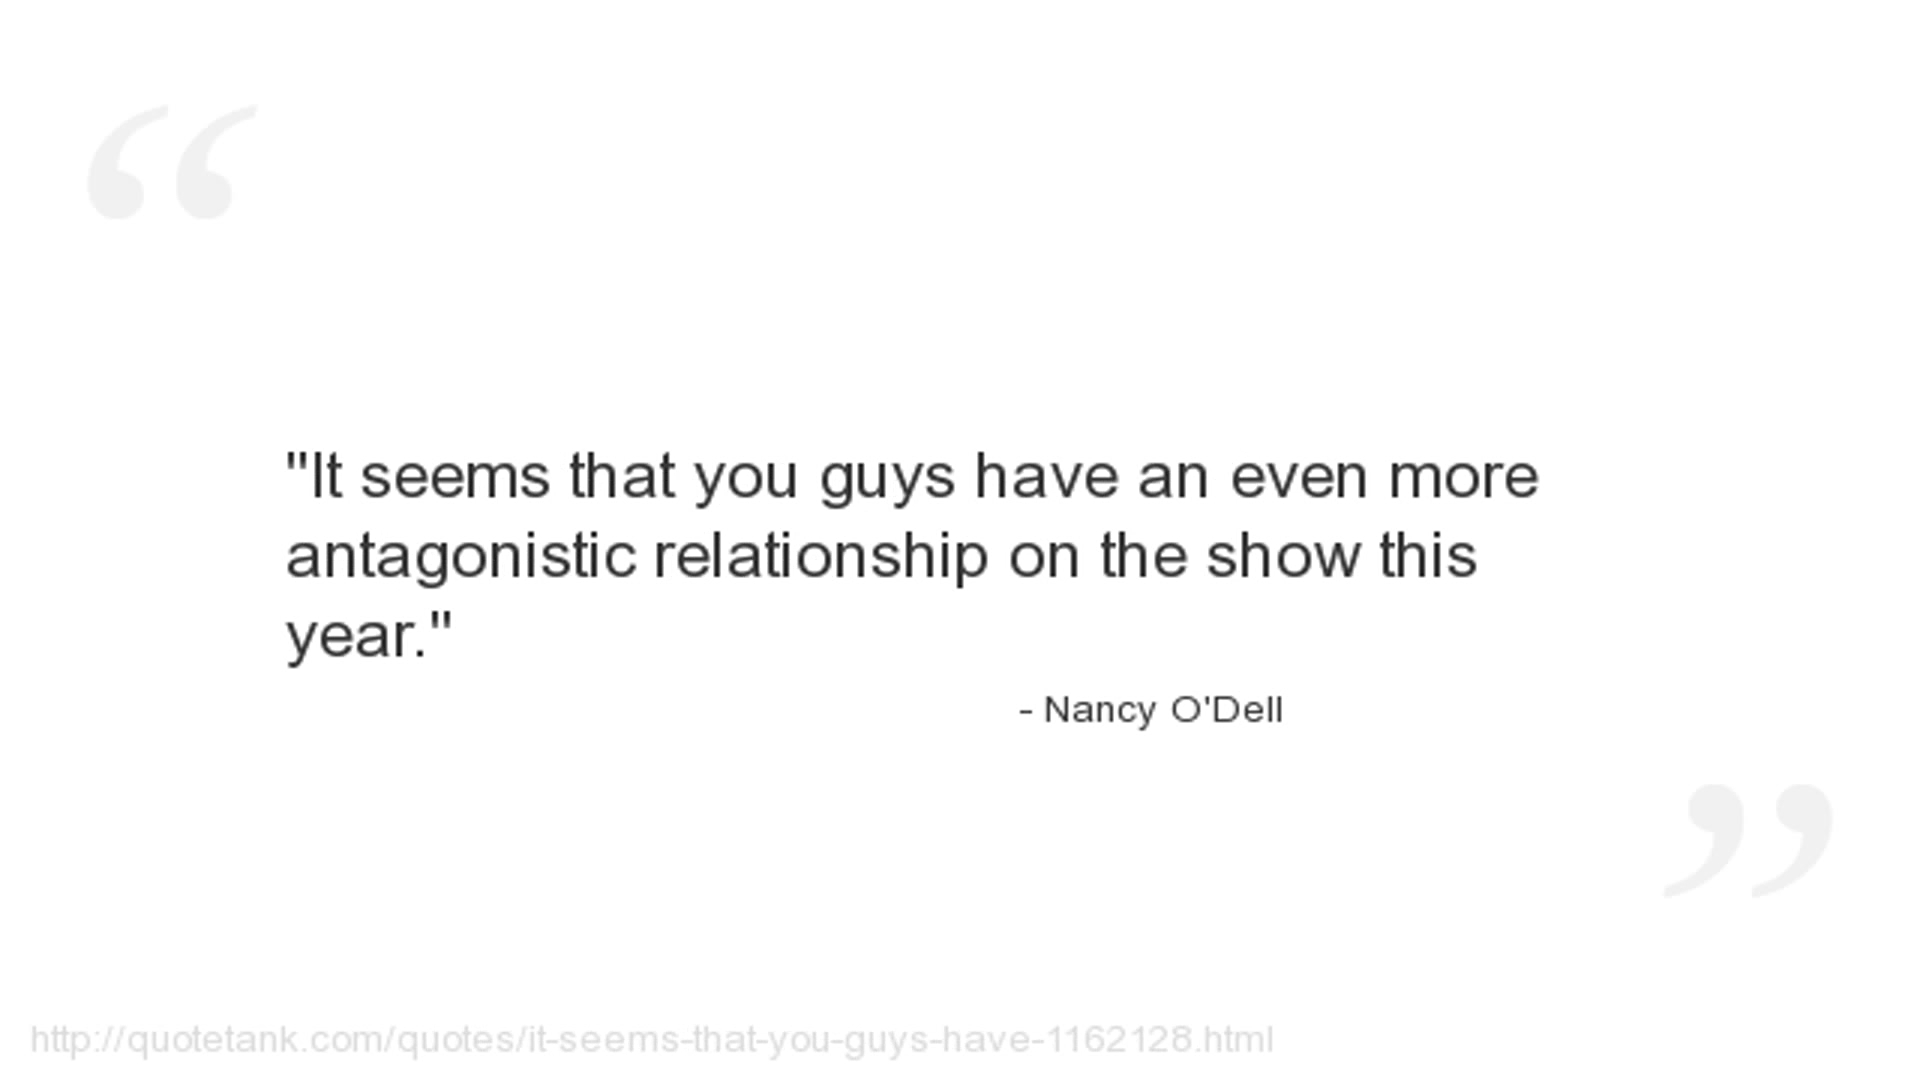 "It seems that you guys have an even more
antagonistic relationship on the show this
year."
- Nancy O'Dell
http://quotetank.com/quotes/it-seems-that-you-guys-have-1162128.html